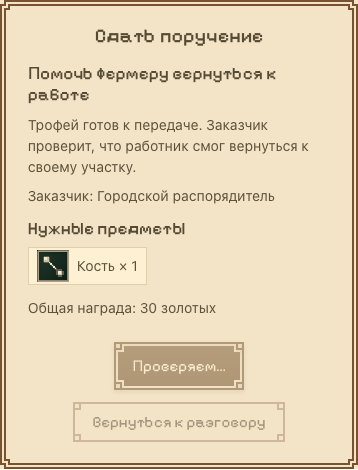 Сдать поручение
Помочь фермеру вернуться к
работе
Трофей готов к передаче. Заказчик
проверит, что работник смог вернуться к
своему участку.
Заказчик: Городской распорядитель
Нужные предметы
Кость × 1
Общая награда: 30 золотых
Проверяем...
Вернуться к разговору